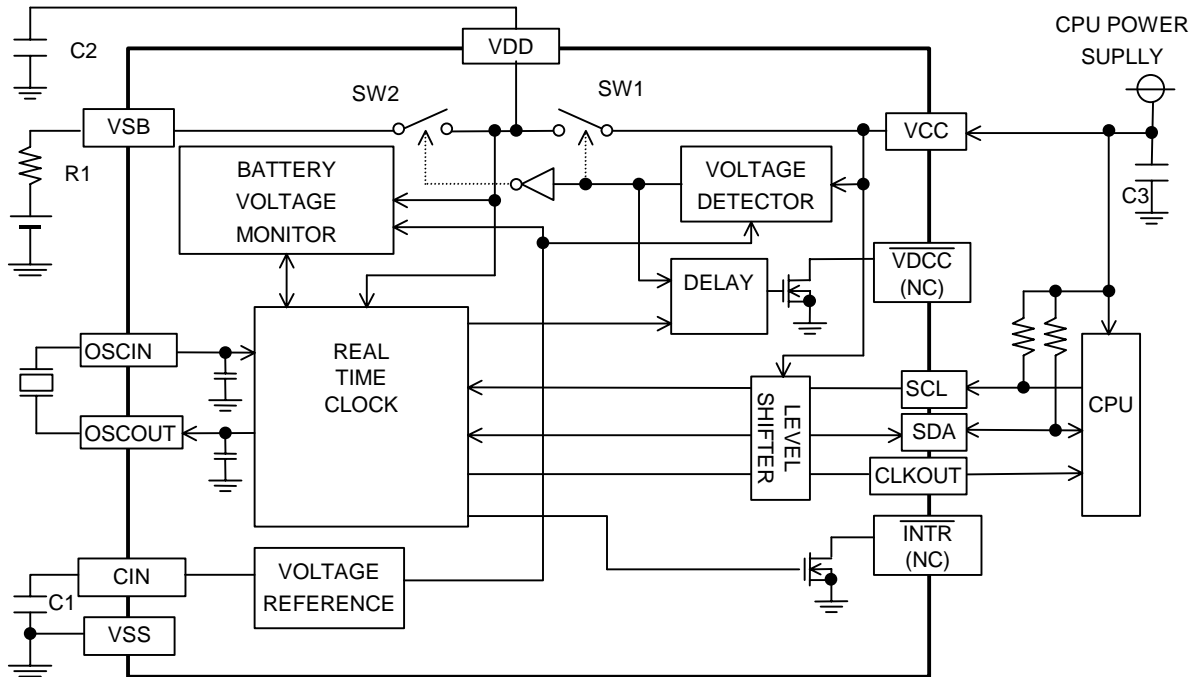 CPU POWER
SUPLLY
C2
VDD
SW2
SW1
VSB
VCC
R1
BATTERY
VOLTAGE
MONITOR
VOLTAGE
DETECTOR
C3
VDCC
(NC)
DELAY
OSCIN
REAL
TIME
CLOCK
LEVEL
SHIFTER
SCL
CPU
OSCOUT
SDA
CLKOUT
INTR
(NC)
CIN
VOLTAGE
REFERENCE
C1
VSS